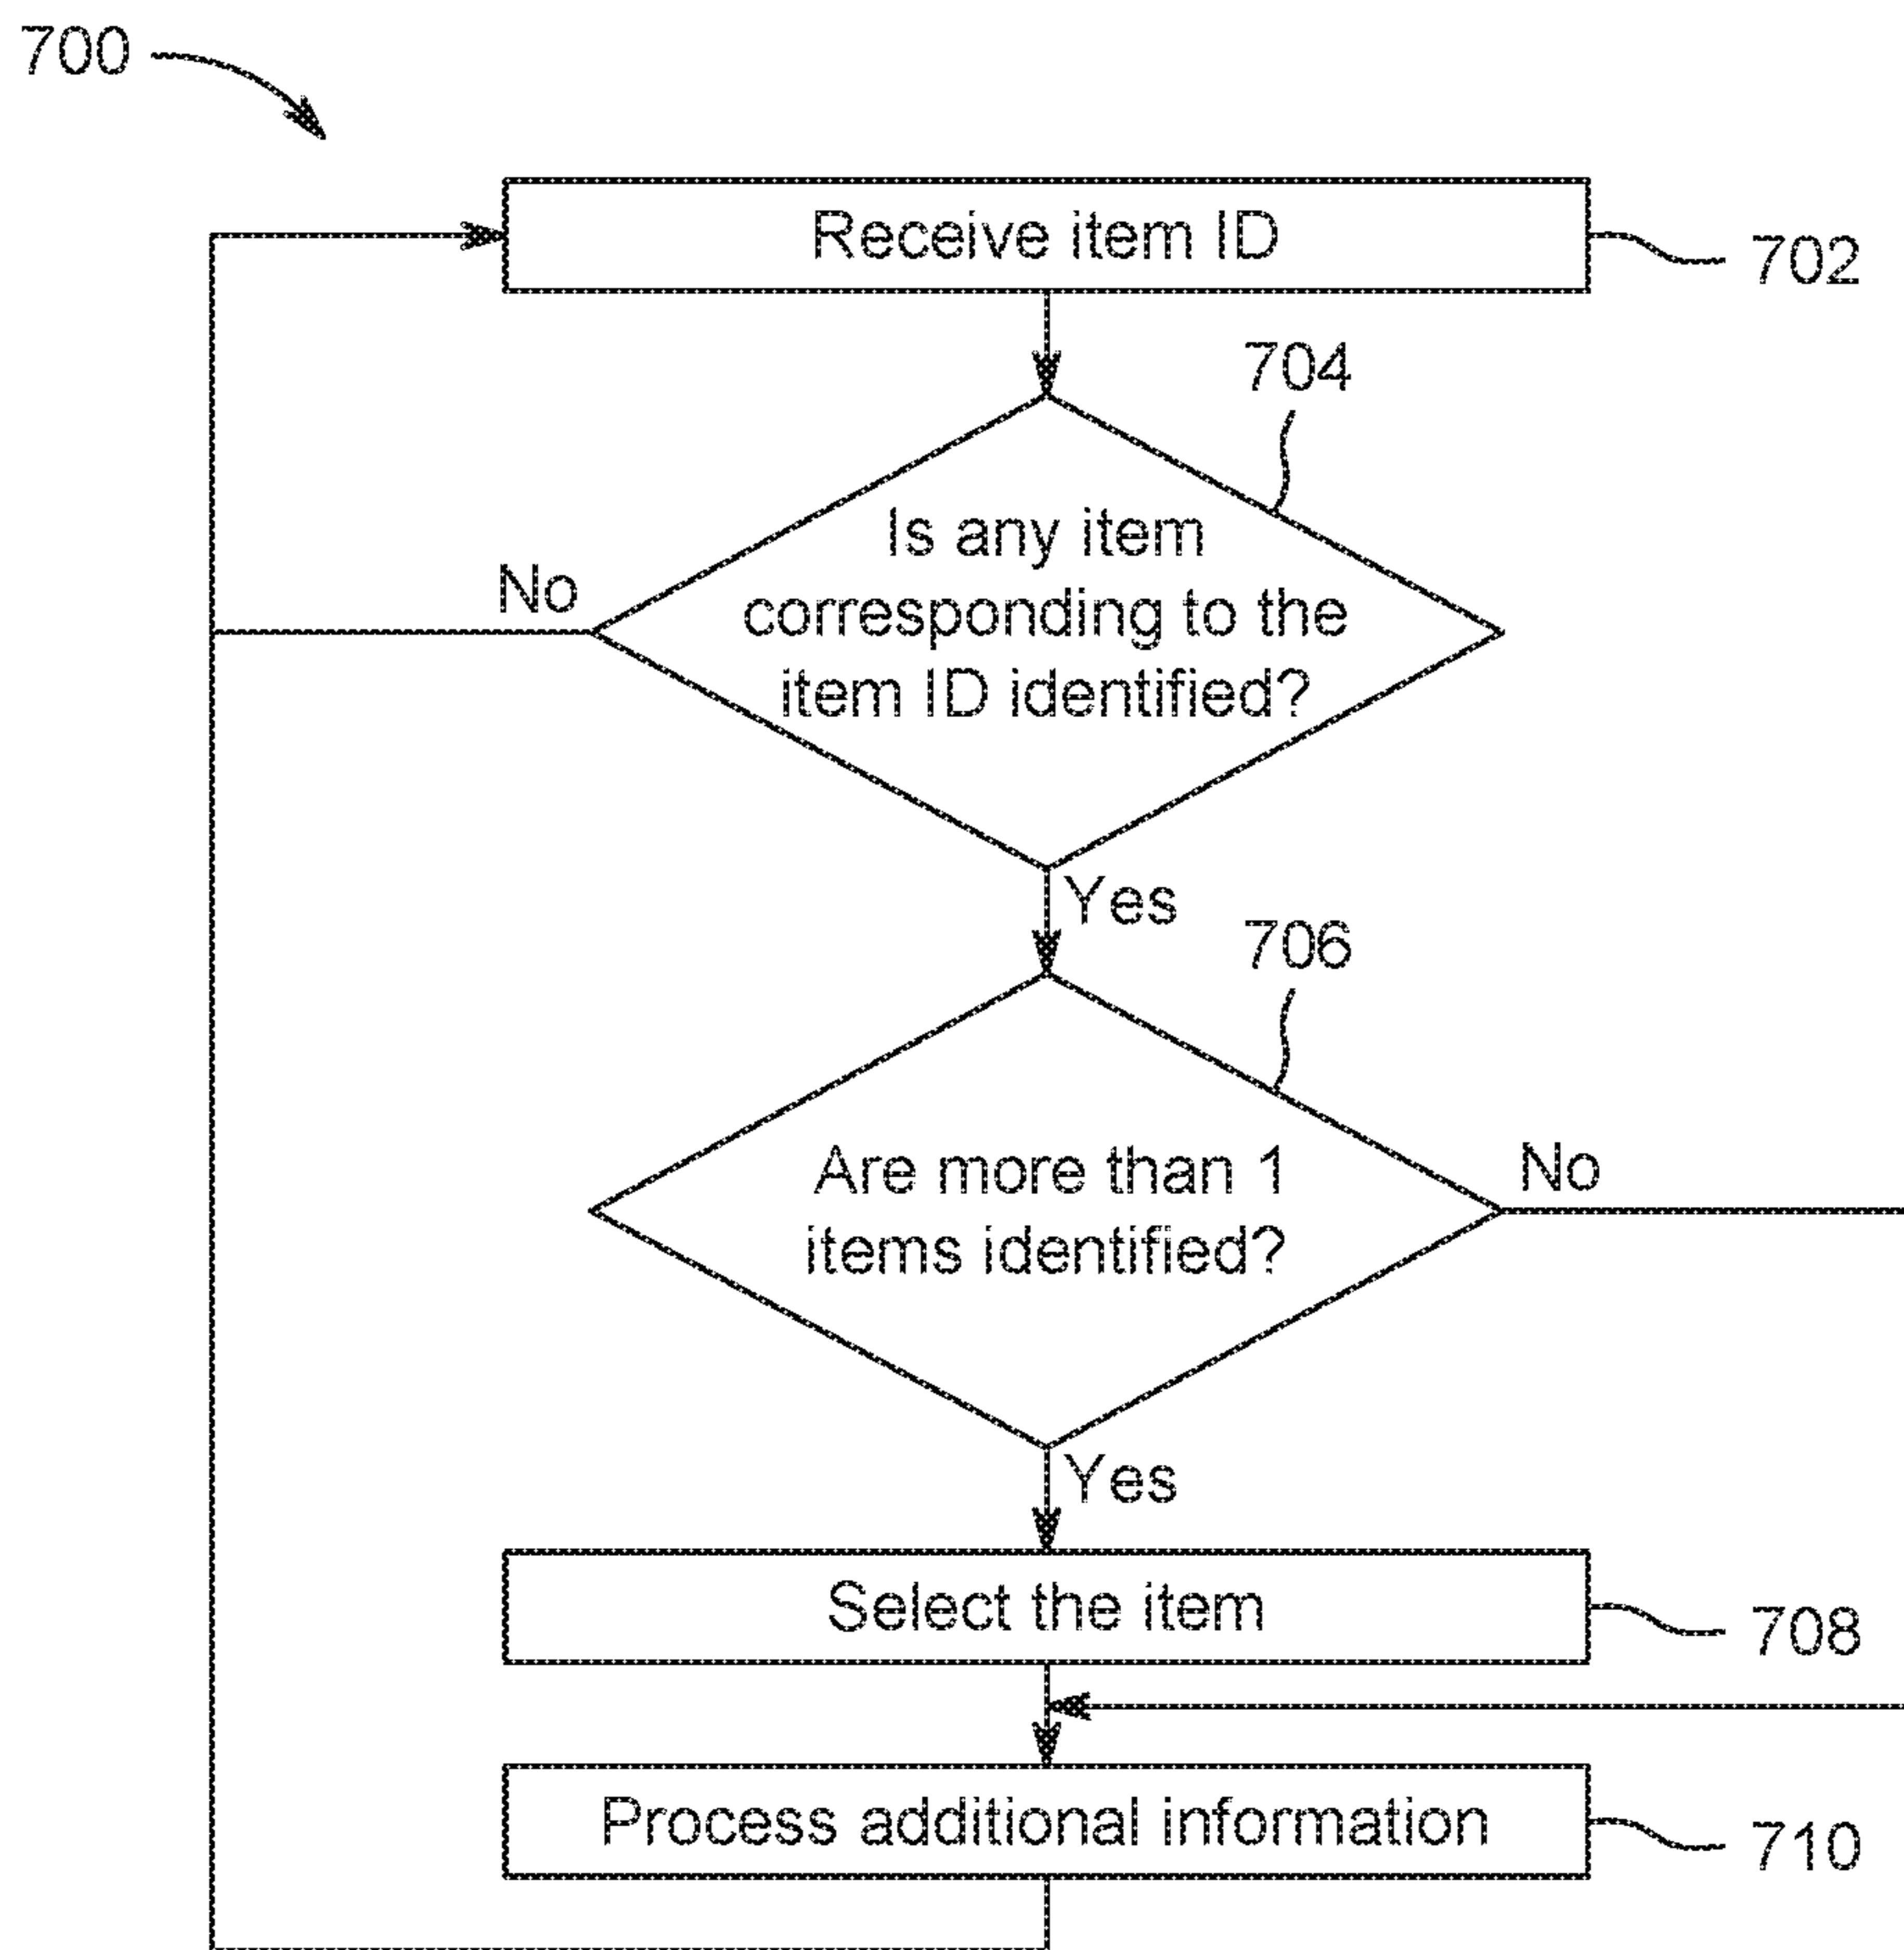 700
Receive item ID
702
704
Is any item
corresponding to the
item ID identified?
No
Yes
706
Are more than 1
items identified?
No
Yes
Select the item
708
Process additional information
710